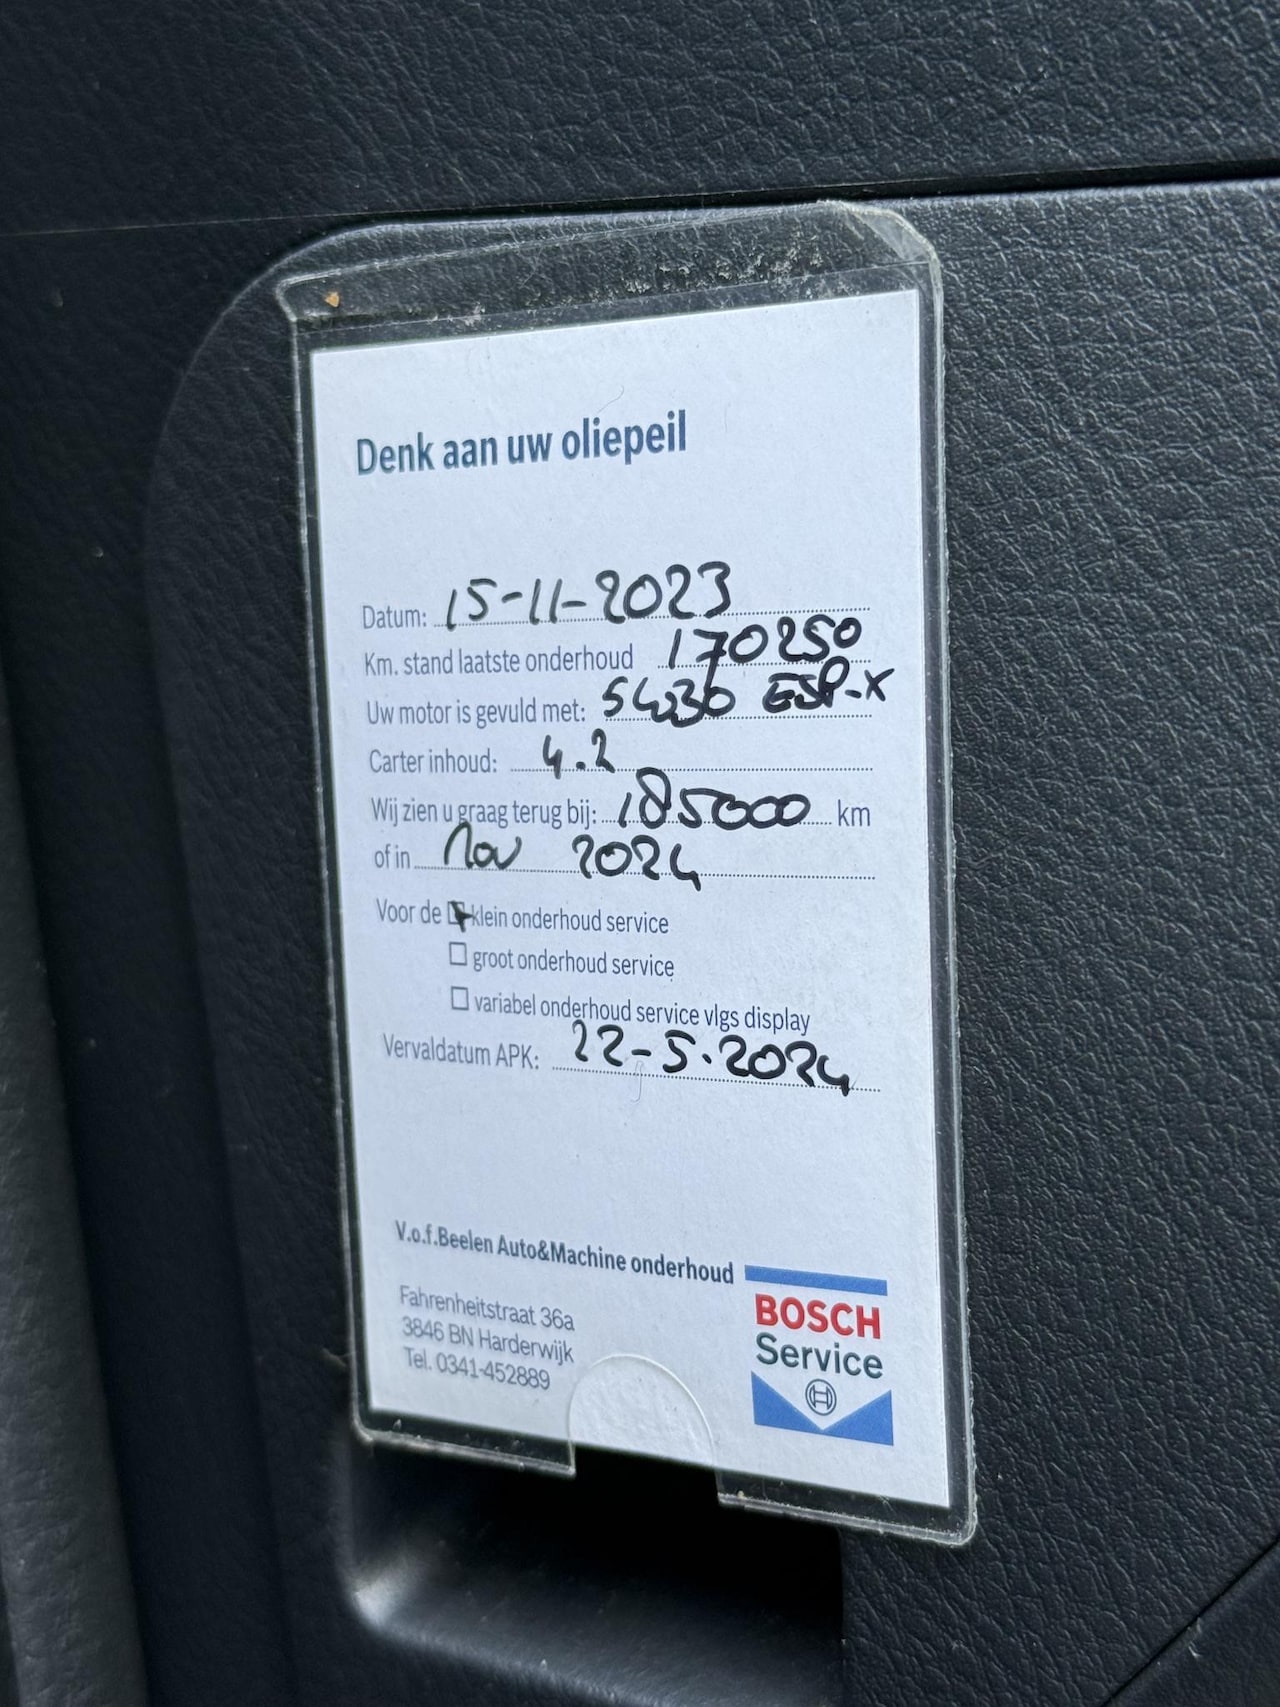 Denk aan uw oliepeil
Datum: 15-11-2023
Km. stand laatste onderhoud 170250
Uw motor is gevuld met: 5W30 ESP-X
Carter inhoud: 4.2
Wij zien u graag terug bij: 185000 km
of in nov 2024
Voor de klein onderhoud service
groot onderhoud service
variabel onderhoud service vlgs display
Vervaldatum APK: 22-5-2024
V.o.f.Beelen Auto&Machine onderhoud
Fahrenheitstraat 36a
3846 BN Harderwijk
Tel. 0341-452889
BOSCH
Service